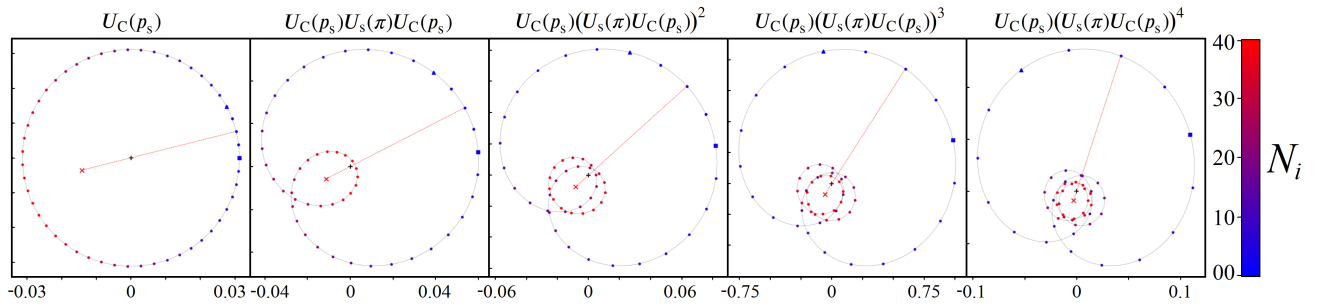 U_C(p_s)
U_C(p_s)U_s(π)U_C(p_s)
U_C(p_s)(U_s(π)U_C(p_s))^2
U_C(p_s)(U_s(π)U_C(p_s))^3
U_C(p_s)(U_s(π)U_C(p_s))^4
40
30
20
10
00
N_i
-0.03 0 0.03
-0.04 0 0.04
-0.06 0 0.06
-0.75 0 0.75
-0.1 0 0.1